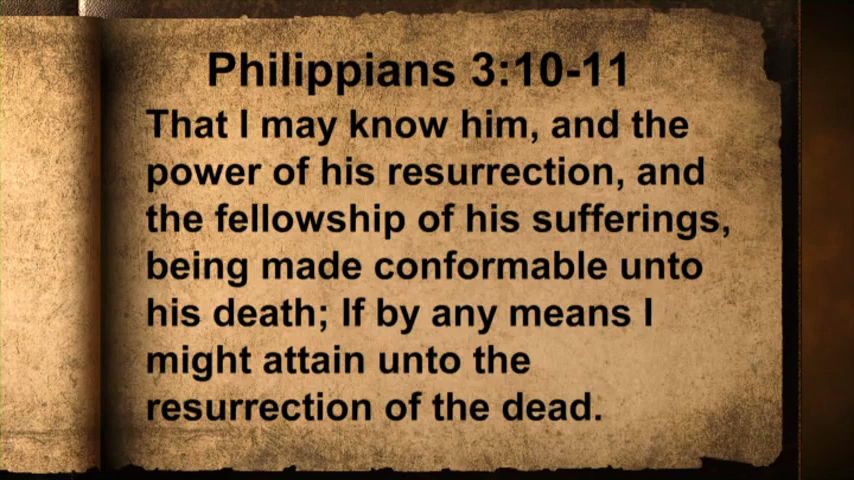 Philippians 3:10-11
That I may know him, and the
power of his resurrection, and
the fellowship of his sufferings,
being made conformable unto
his death; If by any means I
might attain unto the
resurrection of the dead.